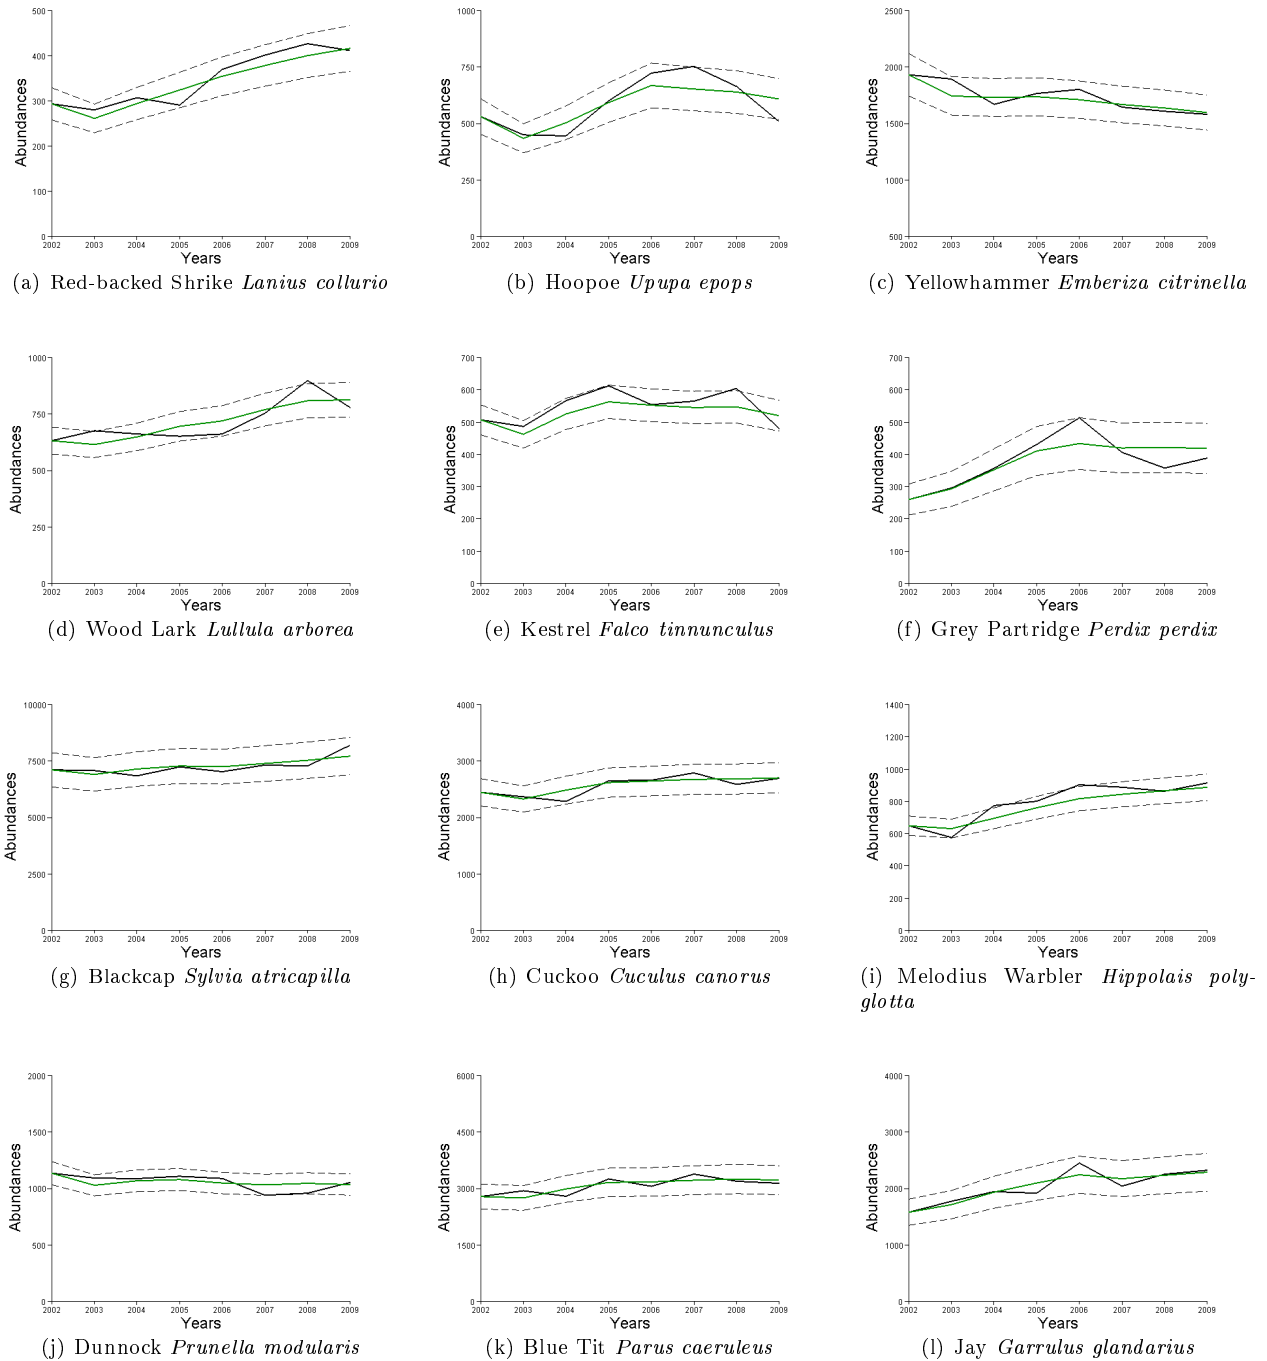 500
400
300
200
100
0
Abundances
2002 2003 2004 2005 2006 2007 2008 2009
Years
(a) Red-backed Shrike Lanius collurio
1000
750
500
250
0
Abundances
2002 2003 2004 2005 2006 2007 2008 2009
Years
(b) Hoopoe Upupa epops
2500
2000
1500
1000
500
Abundances
2002 2003 2004 2005 2006 2007 2008 2009
Years
(c) Yellowhammer Emberiza citrinella
1000
750
500
250
0
Abundances
2002 2003 2004 2005 2006 2007 2008 2009
Years
(d) Wood Lark Lullula arborea
700
600
500
400
300
200
100
0
Abundances
2002 2003 2004 2005 2006 2007 2008 2009
Years
(e) Kestrel Falco tinnunculus
700
600
500
400
300
200
100
0
Abundances
2002 2003 2004 2005 2006 2007 2008 2009
Years
(f) Grey Partridge Perdix perdix
10000
7500
5000
2500
0
Abundances
2002 2003 2004 2005 2006 2007 2008 2009
Years
(g) Blackcap Sylvia atricapilla
4000
3000
2000
1000
0
Abundances
2002 2003 2004 2005 2006 2007 2008 2009
Years
(h) Cuckoo Cuculus canorus
1400
1200
1000
800
600
400
200
0
Abundances
2002 2003 2004 2005 2006 2007 2008 2009
Years
(i) Melodius Warbler Hippolais poly-
glotta
2000
1500
1000
500
0
Abundances
2002 2003 2004 2005 2006 2007 2008 2009
Years
(j) Dunnock Prunella modularis
6000
4500
3000
1500
0
Abundances
2002 2003 2004 2005 2006 2007 2008 2009
Years
(k) Blue Tit Parus caeruleus
4000
3000
2000
1000
0
Abundances
2002 2003 2004 2005 2006 2007 2008 2009
Years
(l) Jay Garrulus glandarius